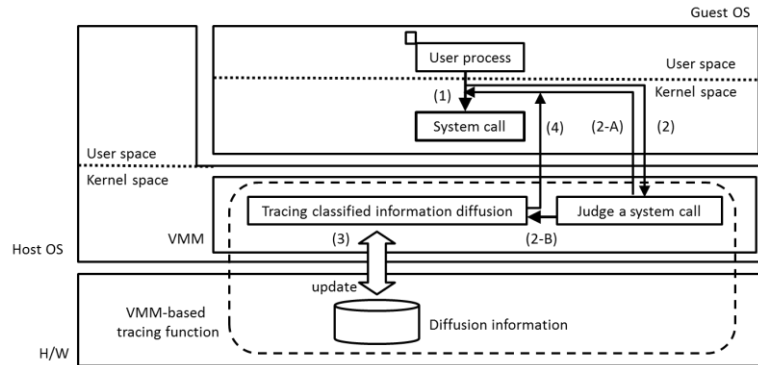 Guest OS
User process
User space
Kernel space
(1)
(4)
(2-A)
(2)
System call
User space
Kernel space
Tracing classified information diffusion
Judge a system call
(3)
(2-B)
VMM
Host OS
update
VMM-based
tracing function
Diffusion information
H/W